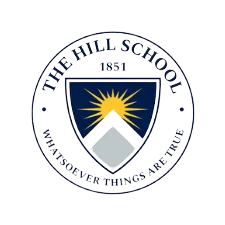 THE HILL SCHOOL
1851
WHATSOEVER THINGS ARE TRUE